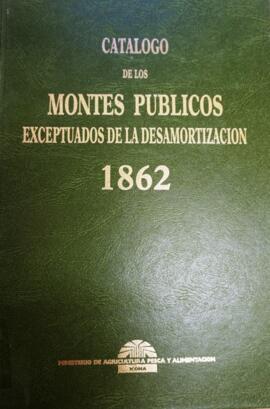 CATALOGO
DE LOS
MONTES PUBLICOS
EXCEPTUADOS DE LA DESAMORTIZACION
1862
MINISTERIO DE AGRICULTURA PESCA Y ALIMENTACION
ICONA